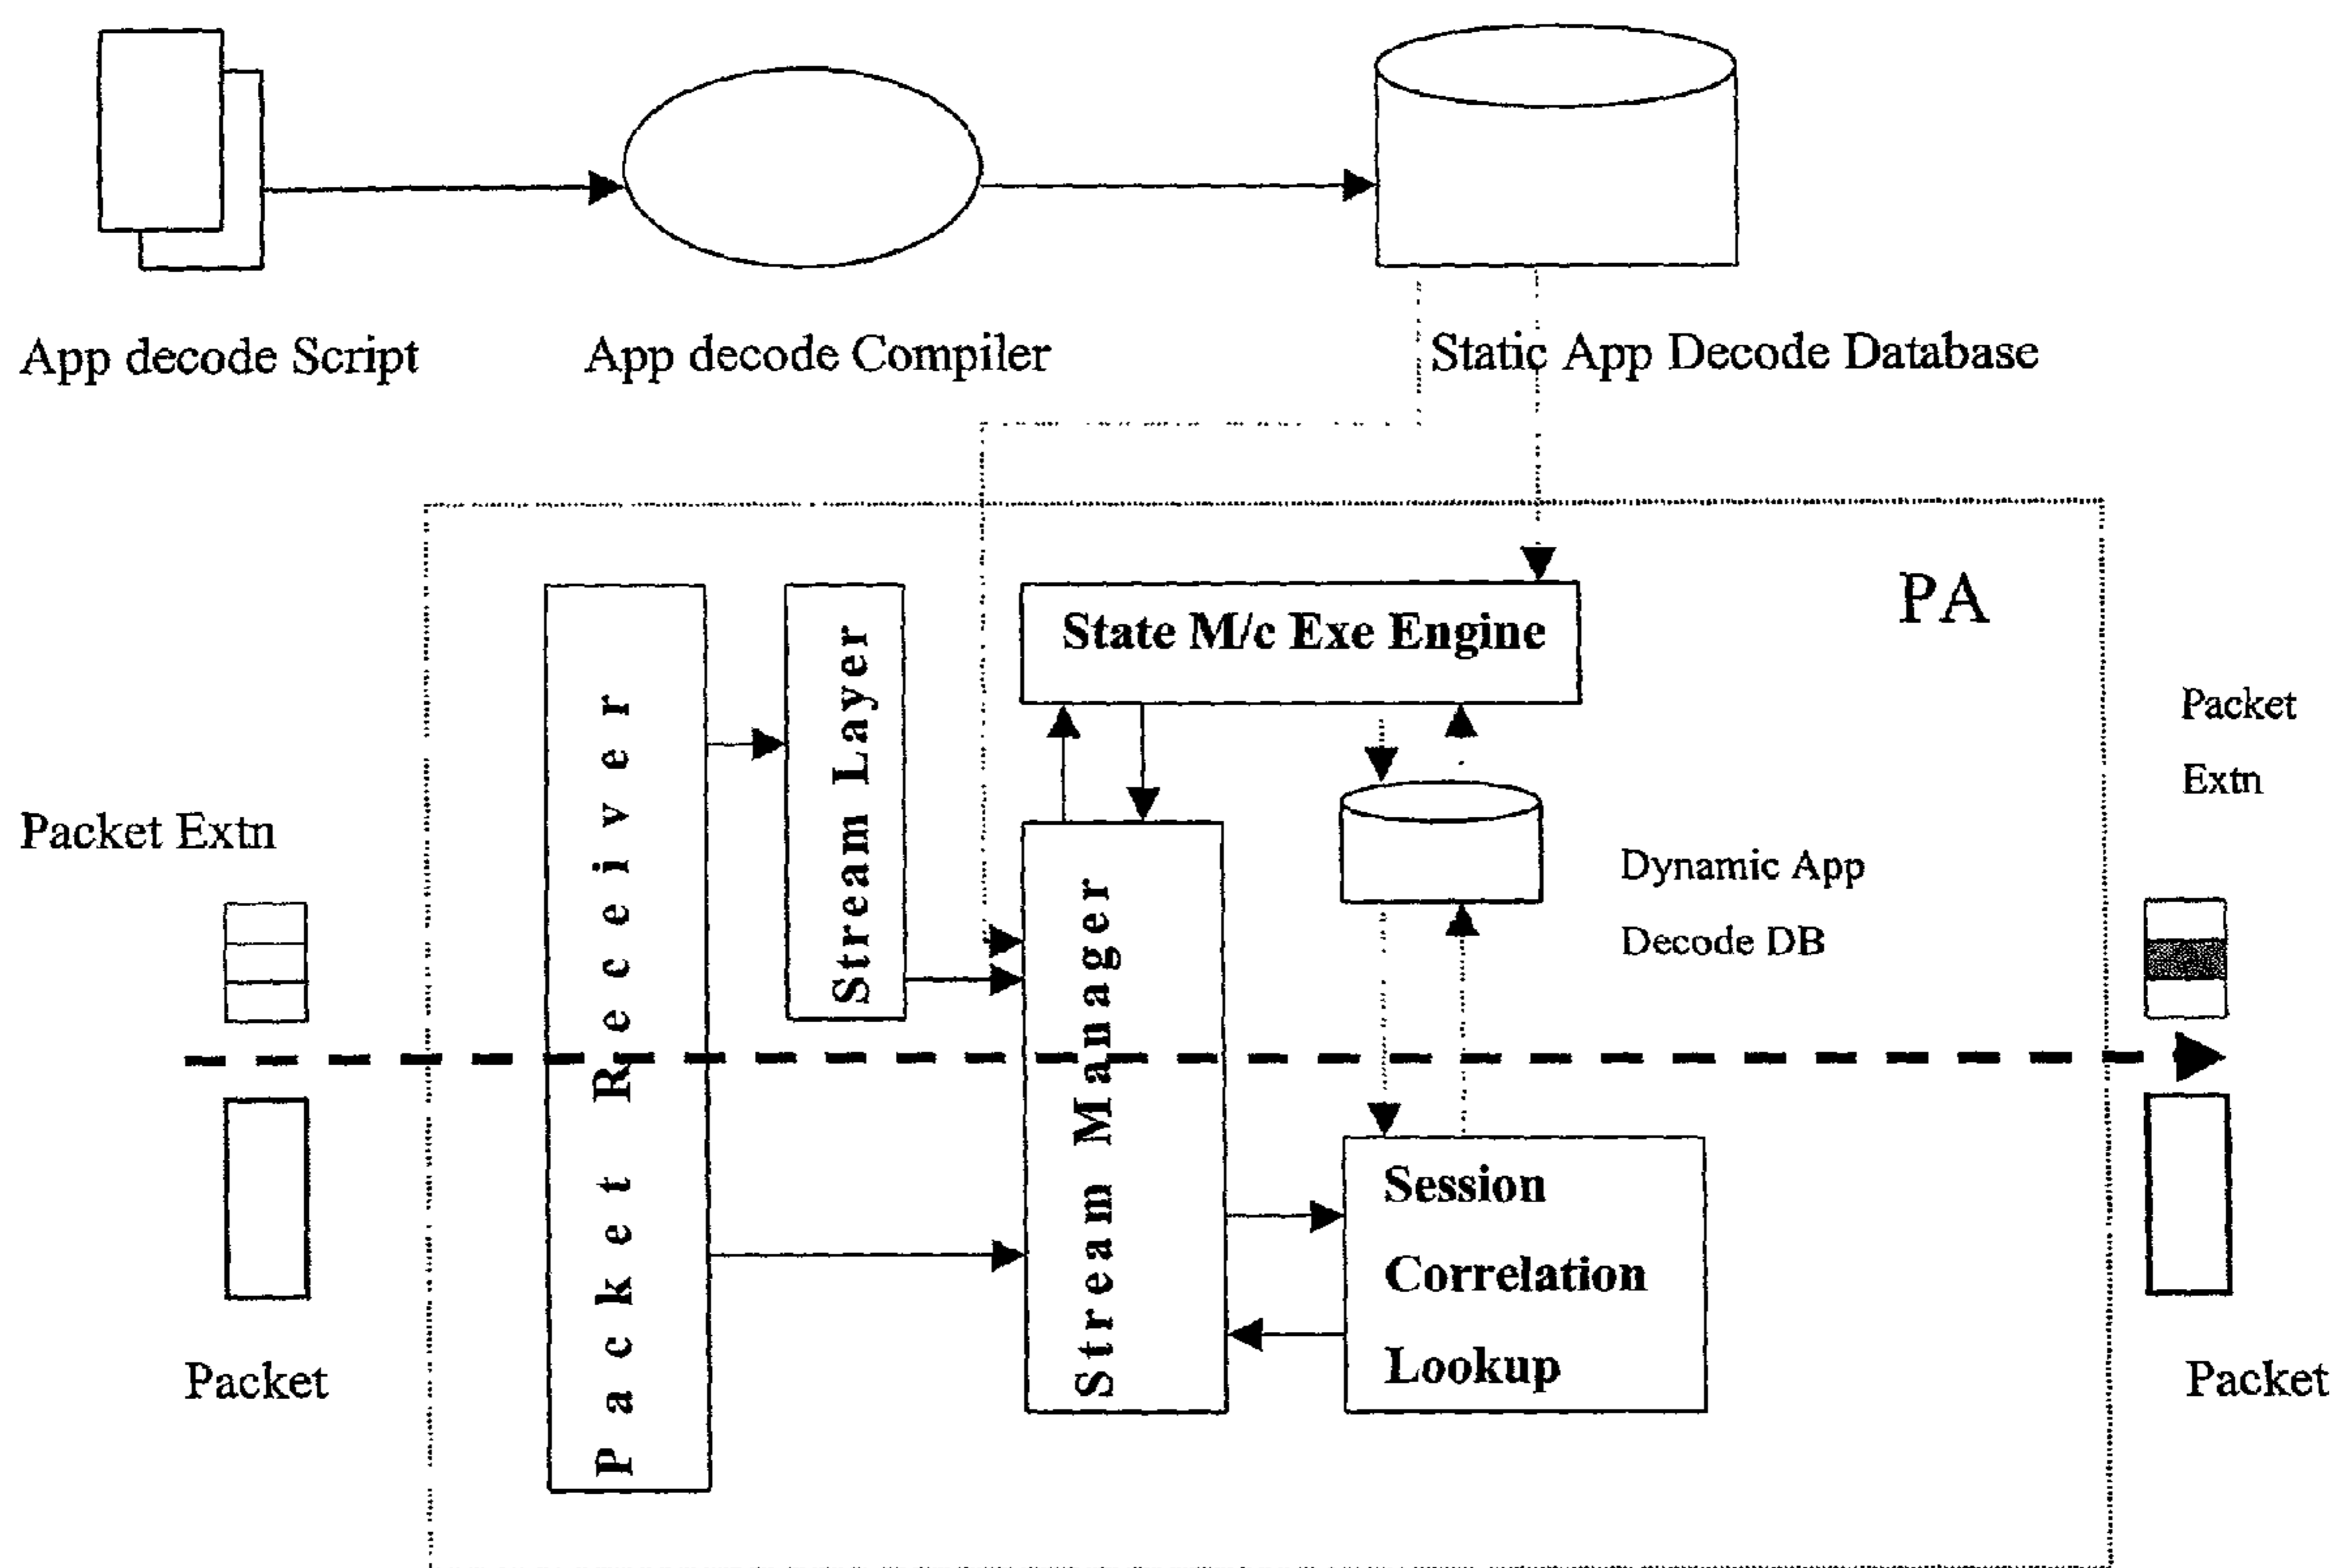 App decode Script
App decode Compiler
Static App Decode Database
PA
State M/c Exe Engine
Packet Receiver
Stream Layer
Stream Manager
Packet
Extn
Packet Extn
Dynamic App
Decode DB
Session
Correlation
Lookup
Packet
Packet